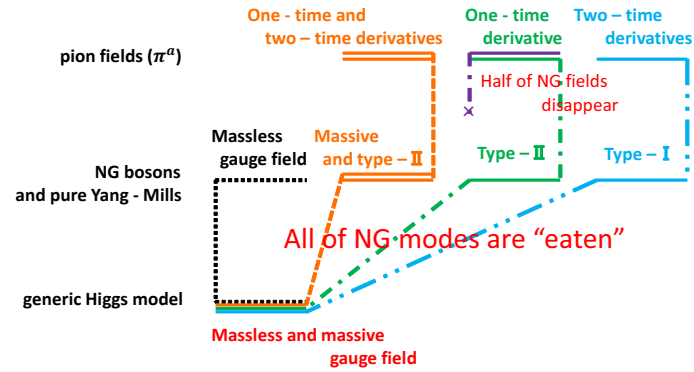 One - time and
two – time derivatives
One - time
derivative
Two – time
derivatives
pion fields (πᵃ)
Half of NG fields
disappear
Massless
gauge field
Massive
and type – Ⅱ
Type – Ⅱ
Type – Ⅰ
NG bosons
and pure Yang - Mills
All of NG modes are “eaten”
generic Higgs model
Massless and massive
gauge field